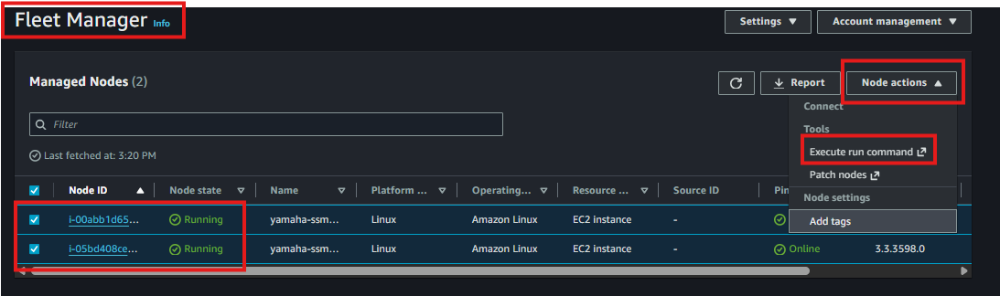 Fleet Manager Info
Settings
Account management
Managed Nodes (2)
Report
Node actions
Connect
Filter
Tools
Execute run command
Last fetched at: 3:20 PM
Patch nodes
Node ID Node state Name Platform ... Operating... Resource ... Source ID Pin
Node settings
i-00abb1d65... Running yamaha-ssm... Linux Amazon Linux EC2 instance -
Add tags
i-05bd408ce... Running yamaha-ssm... Linux Amazon Linux EC2 instance - Online 3.3.3598.0